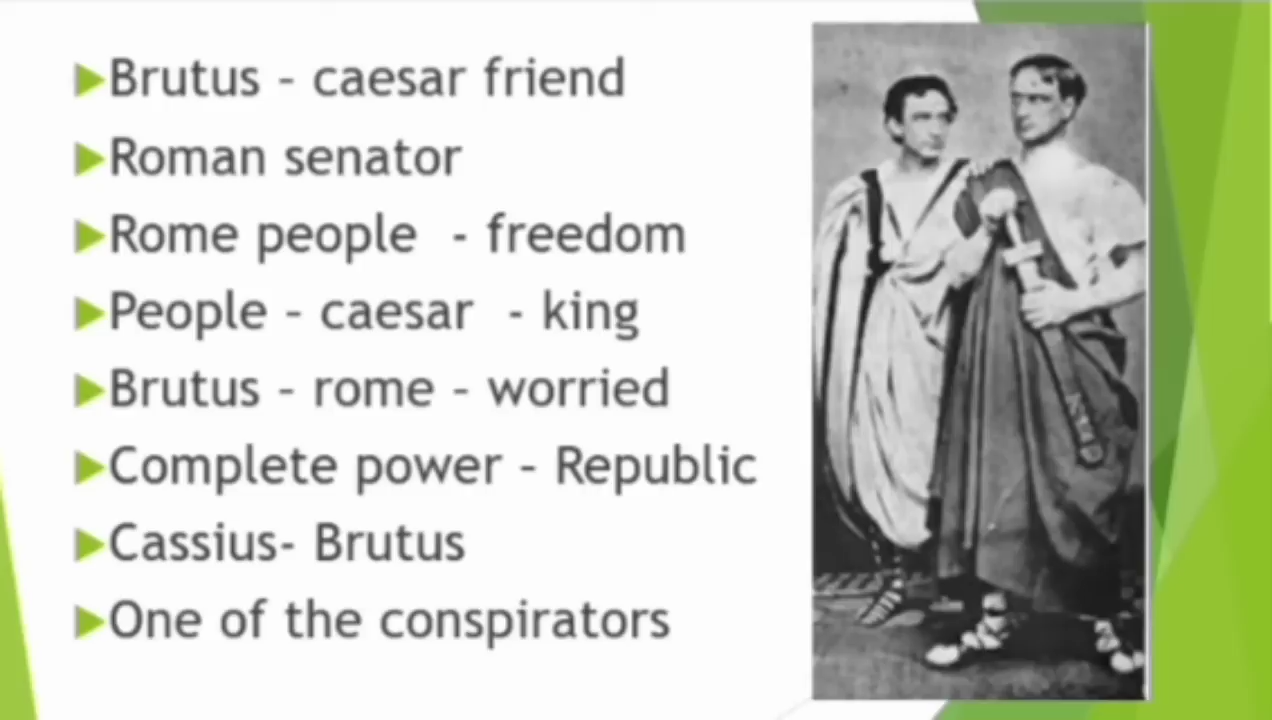 Brutus – caesar friend
Roman senator
Rome people - freedom
People – caesar - king
Brutus – rome – worried
Complete power – Republic
Cassius- Brutus
One of the conspirators